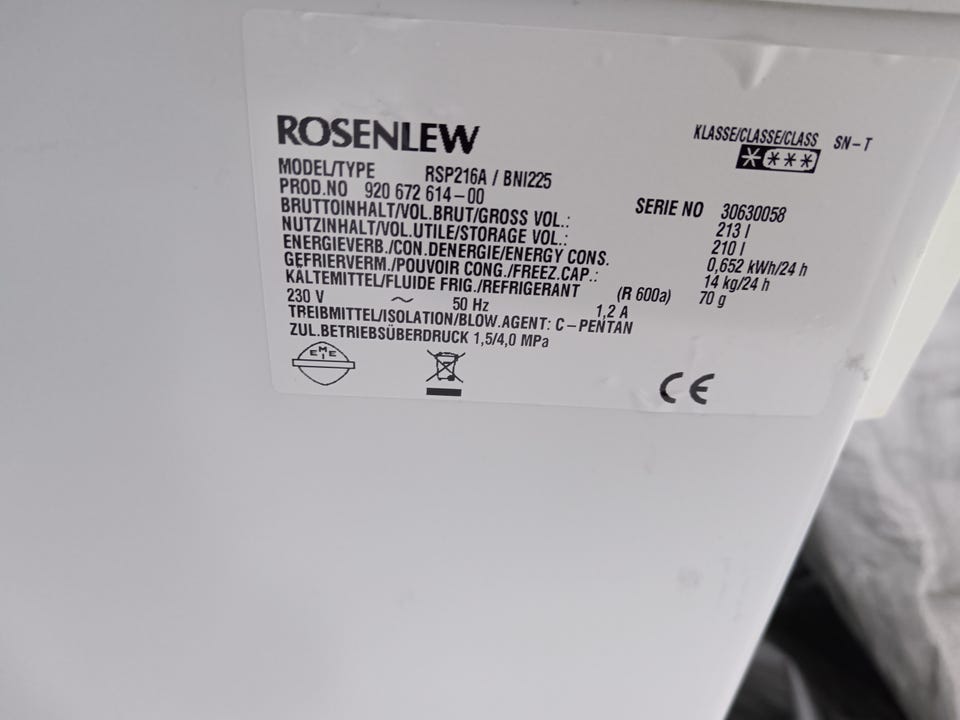 ROSENLEW
KLASSE/CLASSE/CLASS SN-T
MODEL/TYPE RSP216A / BNI225
PROD.NO 920 672 614-00
SERIE NO 30630058
BRUTTOINHALT/VOL.BRUT/GROSS VOL.: 213 l
NUTZINHALT/VOL.UTILE/STORAGE VOL.: 210 l
ENERGIEVERB./CON.DENERGIE/ENERGY CONS. 0,652 kWh/24 h
GEFRIERVERM./POUVOIR CONG./FREEZ.CAP.: 14 kg/24 h
KÄLTEMITTEL/FLUIDE FRIG./REFRIGERANT (R 600a) 70 g
230 V ~ 50 Hz 1,2 A
TREIBMITTEL/ISOLATION/BLOW.AGENT: C-PENTAN
ZUL.BETRIEBSÜBERDRUCK 1,5/4,0 MPa
CE